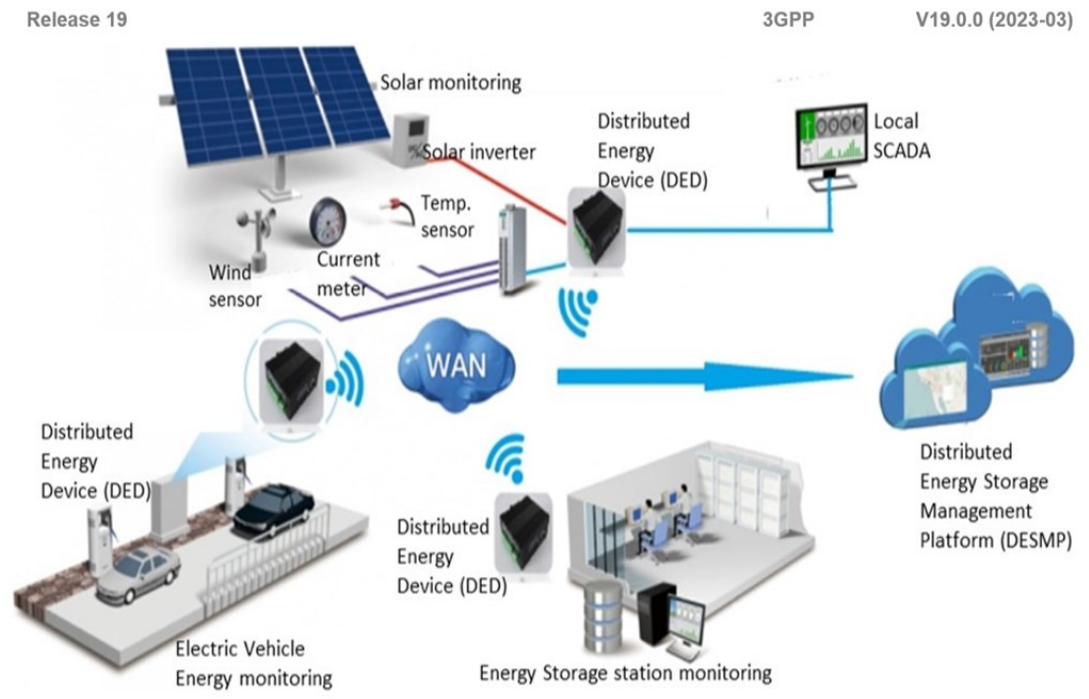 Release 19
3GPP
V19.0.0 (2023-03)
Solar monitoring
Solar inverter
Distributed
Energy
Device (DED)
Local
SCADA
Temp.
sensor
Wind
sensor
Current
meter
WAN
Distributed
Energy
Device (DED)
Distributed
Energy
Device (DED)
Distributed
Energy Storage
Management
Platform (DESMP)
Electric Vehicle
Energy monitoring
Energy Storage station monitoring